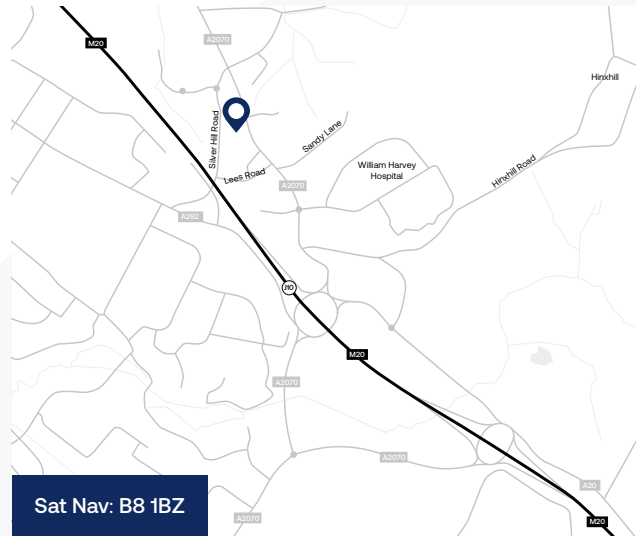 A2070
M20
Hinxhill
Silver Hill Road
Sandy Lane
William Harvey
Hospital
Hinxhill Road
Lees Road
A2070
A292
J10
M20
A2070
A2070
A20
Sat Nav: B8 1BZ
A2070
M20